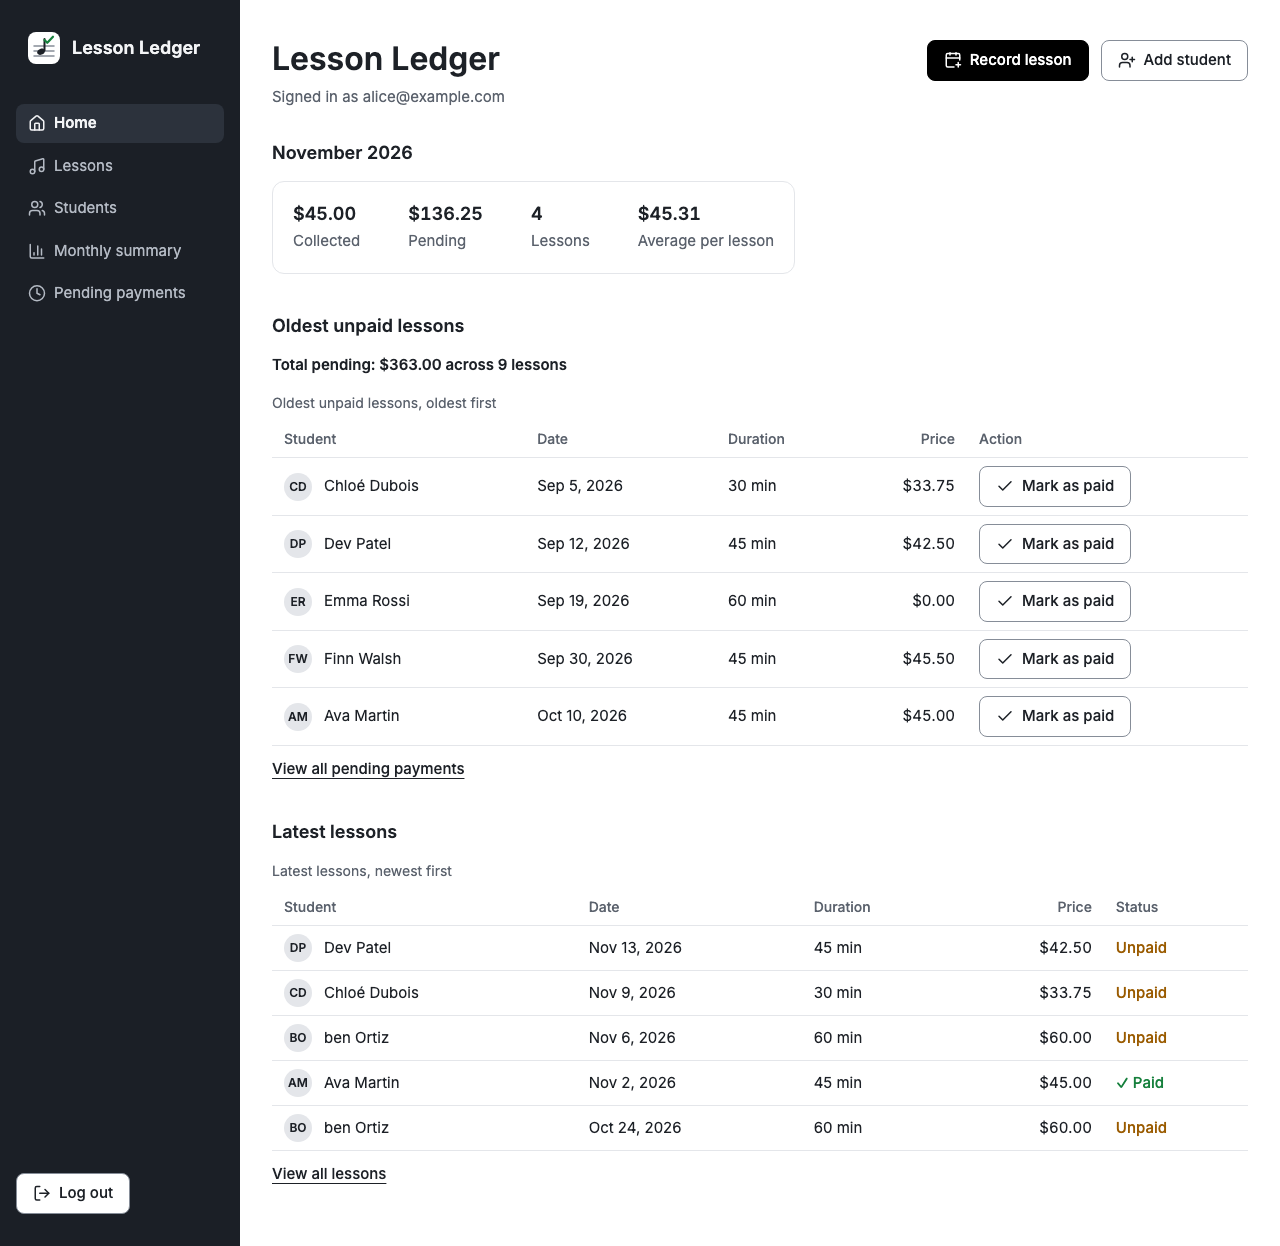 Lesson Ledger
Home
Lessons
Students
Monthly summary
Pending payments
Log out
Lesson Ledger
Signed in as alice@example.com
Record lesson
Add student
November 2026
$45.00 $136.25 4 $45.31
Collected Pending Lessons Average per lesson
Oldest unpaid lessons
Total pending: $363.00 across 9 lessons
Oldest unpaid lessons, oldest first
Student Date Duration Price Action
CD Chloé Dubois Sep 5, 2026 30 min $33.75 Mark as paid
DP Dev Patel Sep 12, 2026 45 min $42.50 Mark as paid
ER Emma Rossi Sep 19, 2026 60 min $0.00 Mark as paid
FW Finn Walsh Sep 30, 2026 45 min $45.50 Mark as paid
AM Ava Martin Oct 10, 2026 45 min $45.00 Mark as paid
View all pending payments
Latest lessons
Latest lessons, newest first
Student Date Duration Price Status
DP Dev Patel Nov 13, 2026 45 min $42.50 Unpaid
CD Chloé Dubois Nov 9, 2026 30 min $33.75 Unpaid
BO ben Ortiz Nov 6, 2026 60 min $60.00 Unpaid
AM Ava Martin Nov 2, 2026 45 min $45.00 Paid
BO ben Ortiz Oct 24, 2026 60 min $60.00 Unpaid
View all lessons